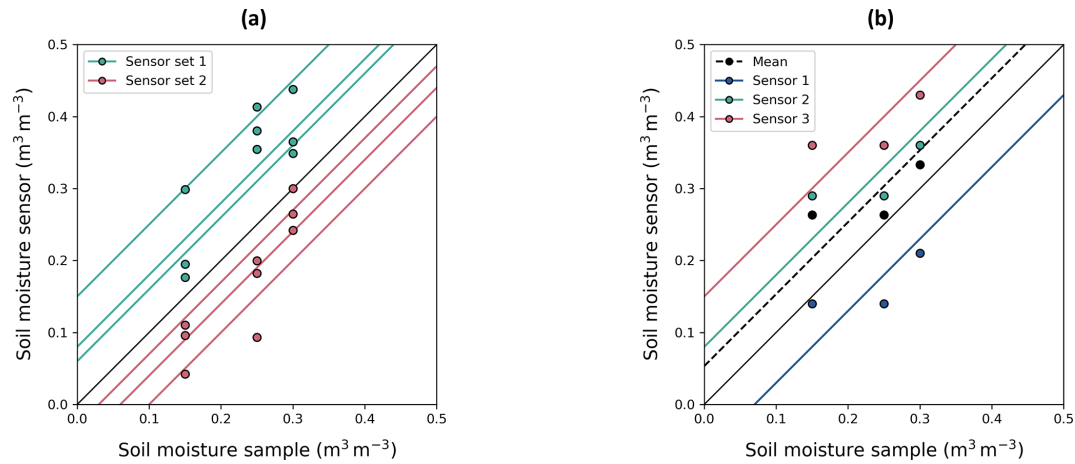 (a)
0.5
0.4
0.3
0.2
0.1
0.0
Soil moisture sensor (m³ m⁻³)
Sensor set 1
Sensor set 2
0.0 0.1 0.2 0.3 0.4 0.5
Soil moisture sample (m³ m⁻³)
(b)
0.5
0.4
0.3
0.2
0.1
0.0
Soil moisture sensor (m³ m⁻³)
Mean
Sensor 1
Sensor 2
Sensor 3
0.0 0.1 0.2 0.3 0.4 0.5
Soil moisture sample (m³ m⁻³)